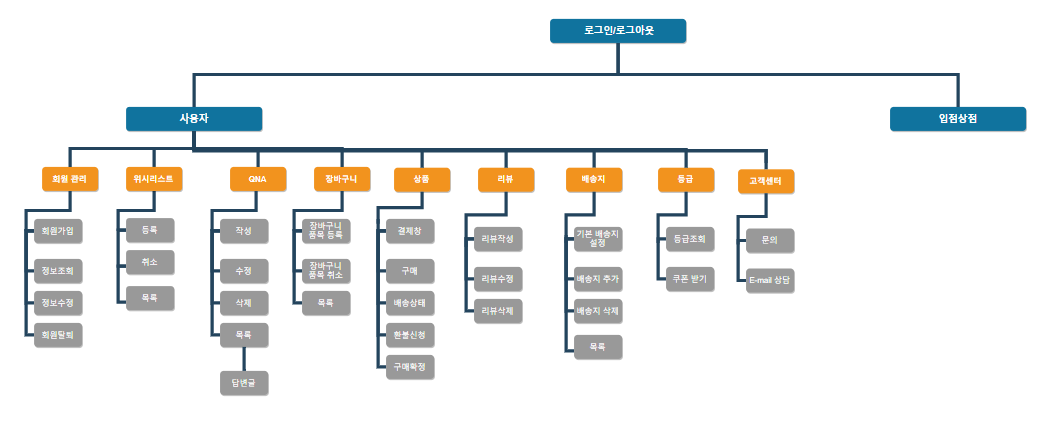 로그인/로그아웃
사용자
입점상점
회원 관리
위시리스트
QNA
장바구니
상품
리뷰
배송지
등급
고객센터
회원가입
정보조회
정보수정
회원탈퇴
등록
취소
목록
작성
수정
삭제
목록
답변글
장바구니
품목 등록
장바구니
품목 취소
목록
결제창
구매
배송상태
환불신청
구매확정
리뷰작성
리뷰수정
리뷰삭제
기본 배송지
설정
배송지 추가
배송지 삭제
목록
등급조회
쿠폰 받기
문의
E-mail 상담